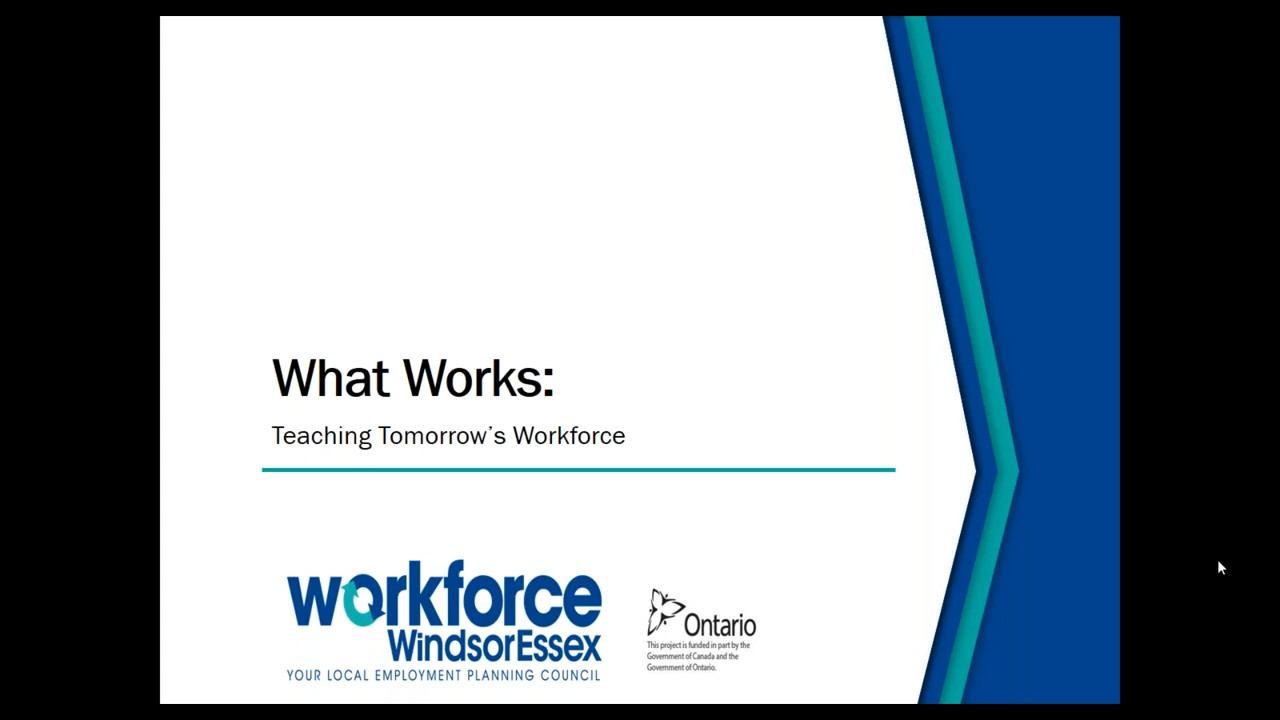 What Works:
Teaching Tomorrow’s Workforce
workforce
WindsorEssex
YOUR LOCAL EMPLOYMENT PLANNING COUNCIL
Ontario
This project is funded in part by the
Government of Canada and the
Government of Ontario.